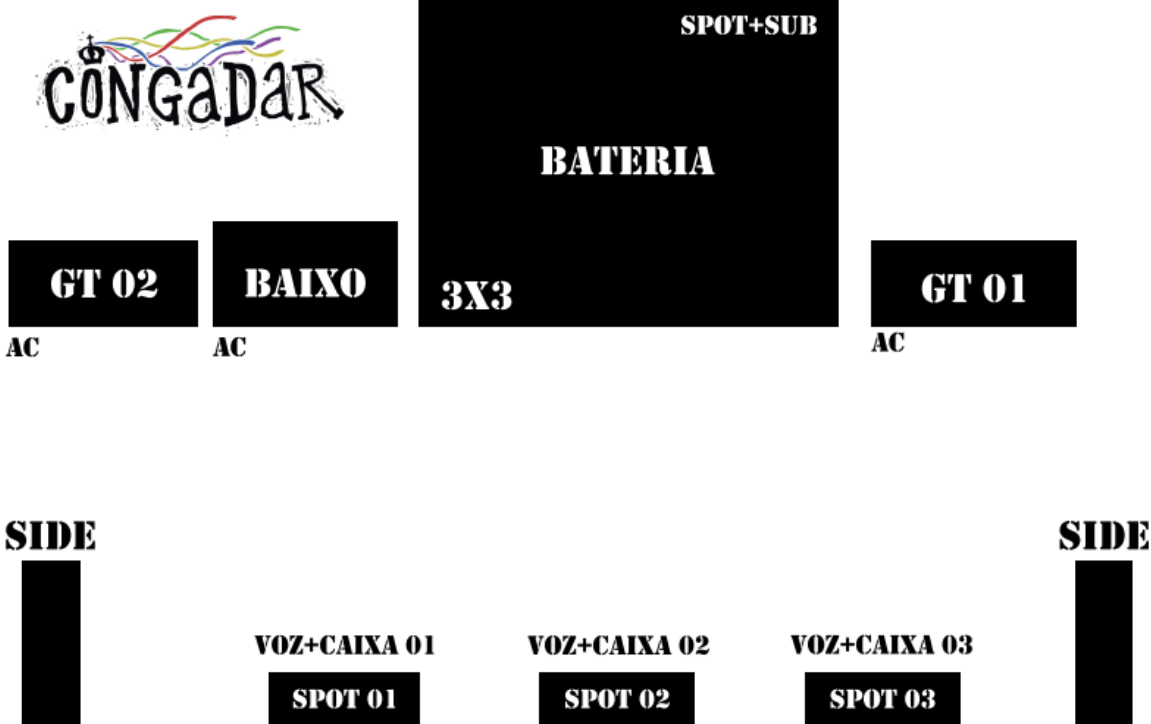 CONGADAR
SPOT+SUB
BATERIA
3X3
GT 02
BAIXO
GT 01
AC
AC
AC
SIDE
SIDE
VOZ+CAIXA 01
VOZ+CAIXA 02
VOZ+CAIXA 03
SPOT 01
SPOT 02
SPOT 03